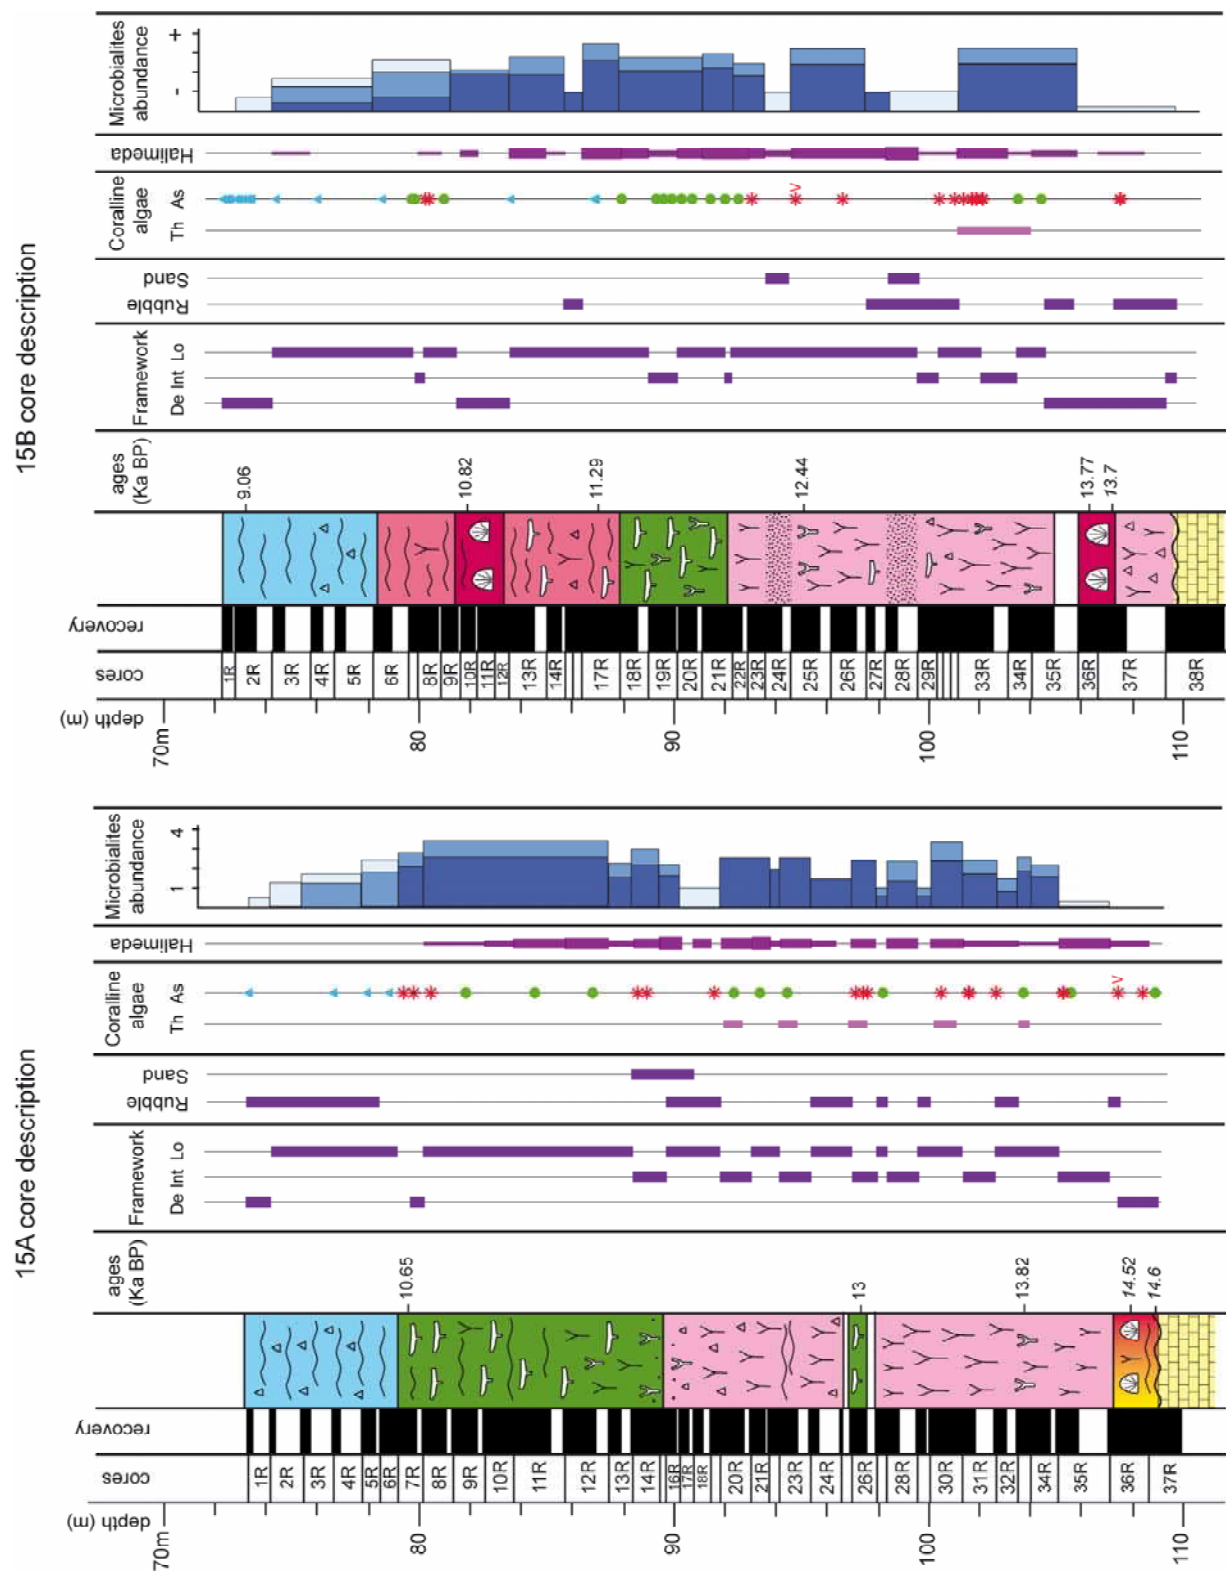 15B core description
Microbialites
abundance
+
-
Halimeda
Coralline
algae
As
Th
Sand
Rubble
Framework
De Int Lo
ages
(Ka BP)
9.06
10.82
11.29
12.44
13.77
13.7
recovery
cores
1R
2R
3R
4R
5R
6R
8R
9R
10R
11R
12R
13R
14R
17R
18R
19R
20R
21R
22R
23R
24R
25R
26R
27R
28R
29R
33R
34R
35R
36R
37R
38R
depth (m)
70m
80
90
100
110
V
15A core description
Microbialites
abundance
4
1
Halimeda
Coralline
algae
As
Th
V
Sand
Rubble
Framework
De Int Lo
ages
(Ka BP)
10.65
13
13.82
14.52
14.6
recovery
cores
1R
2R
3R
4R
5R
6R
7R
8R
9R
10R
11R
12R
13R
14R
16R
17R
18R
20R
21R
23R
24R
26R
28R
30R
31R
32R
34R
35R
36R
37R
depth (m)
70m
80
90
100
110